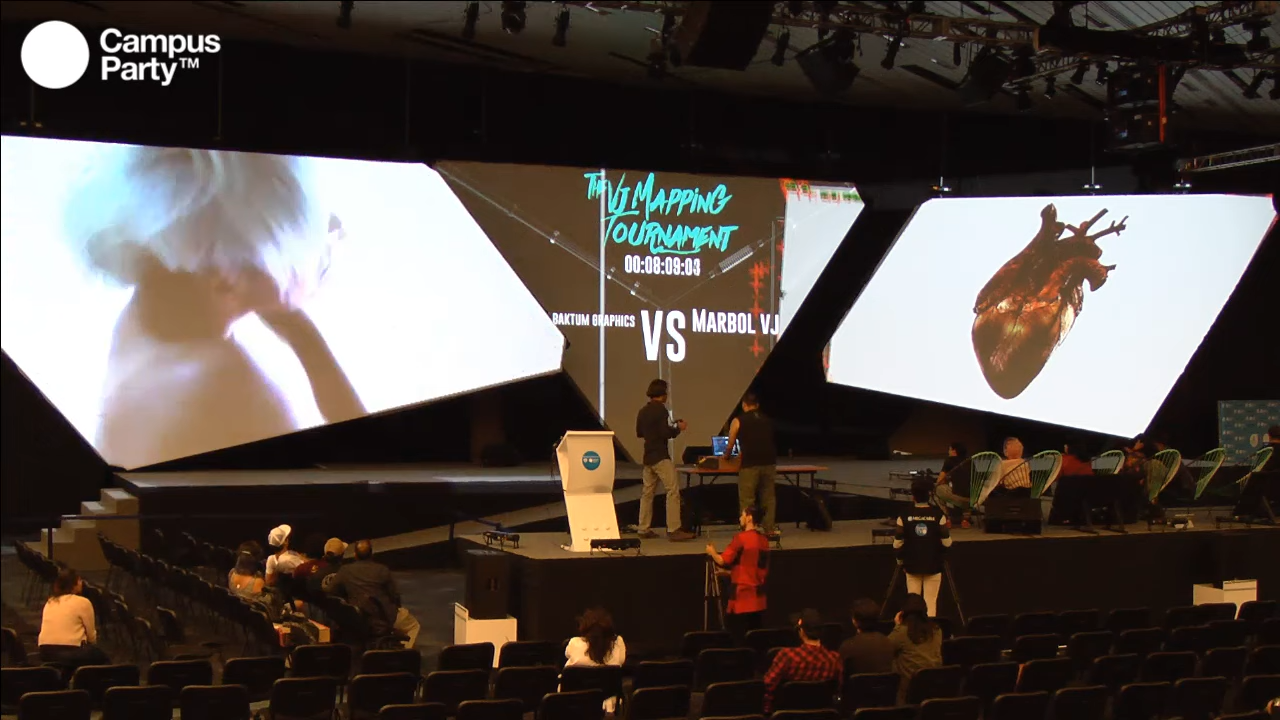 Campus
Party™
The VJ Mapping
Tournament
00:08:09:03
Baktum Graphics
VS
Marbol VJ